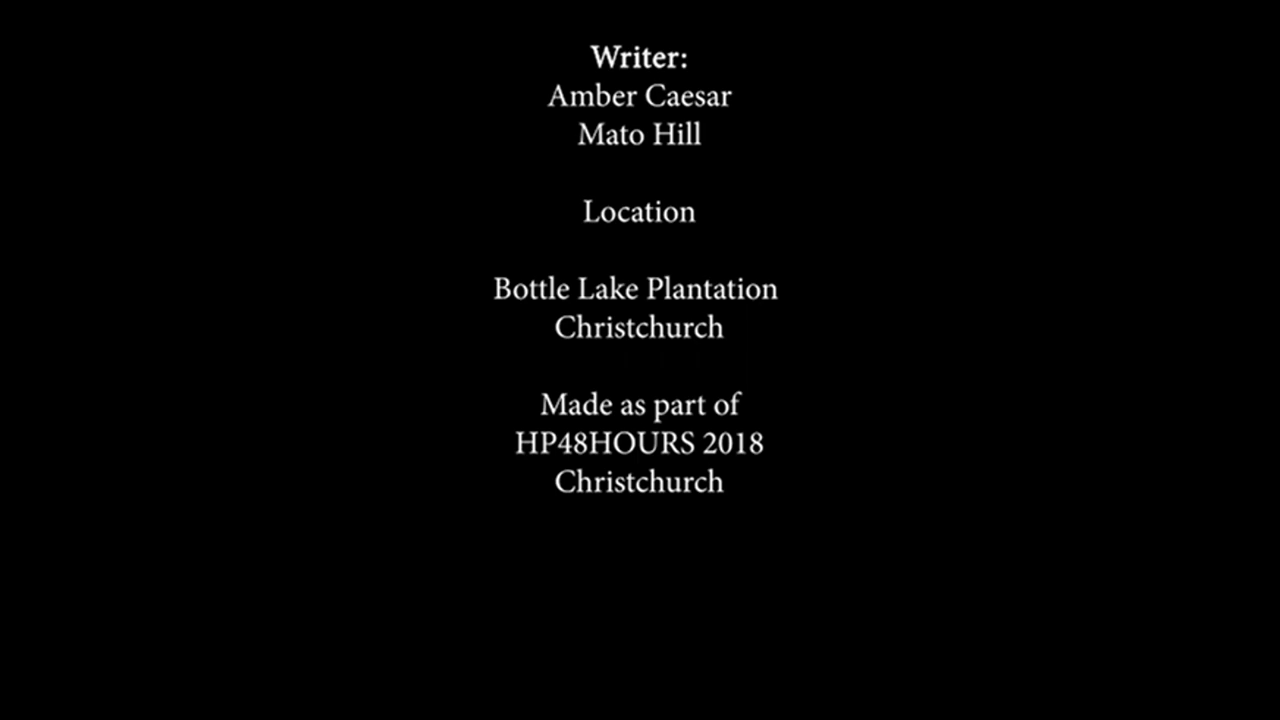 Writer:
Amber Caesar
Mato Hill
Location
Bottle Lake Plantation
Christchurch
Made as part of
HP48HOURS 2018
Christchurch